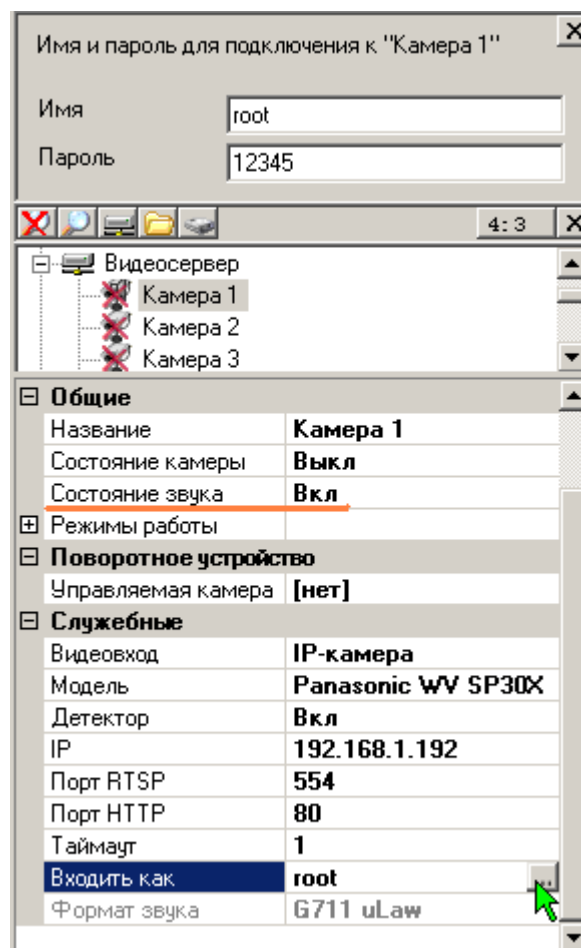 Имя и пароль для подключения к "Камера 1"
Имя root
Пароль 12345
4:3
Видеосервер
Камера 1
Камера 2
Камера 3
Общие
Название Камера 1
Состояние камеры Выкл
Состояние звука Вкл
Режимы работы
Поворотное устройство
Управляемая камера [нет]
Служебные
Видеовход IP-камера
Модель Panasonic WV SP30X
Детектор Вкл
IP 192.168.1.192
Порт RTSP 554
Порт HTTP 80
Таймаут 1
Входить как root ...
Формат звука G711 uLaw